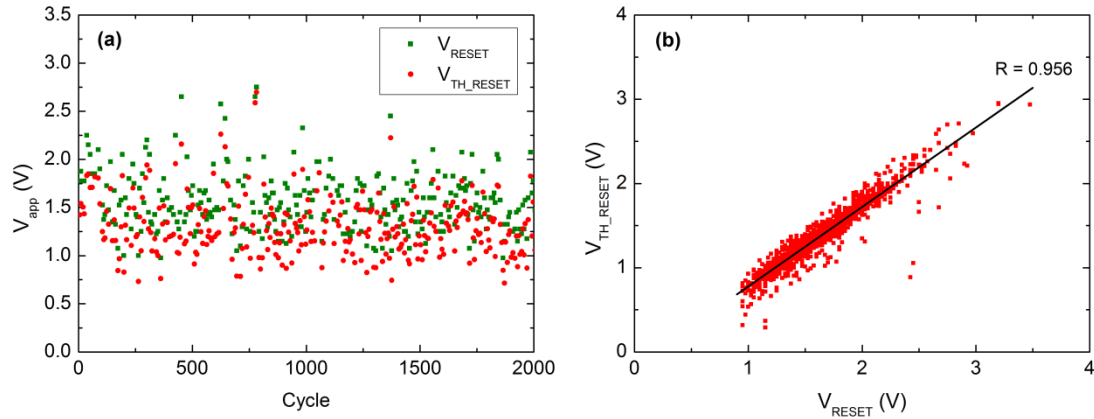 (a)
V_RESET
V_TH_RESET
3.5
3.0
2.5
2.0
1.5
1.0
0.5
0.0
V_app (V)
0
500
1000
1250
1500
2000
Cycle
(b)
R = 0.956
4
3
2
1
0
V_TH_RESET (V)
0
1
2
3
4
V_RESET (V)